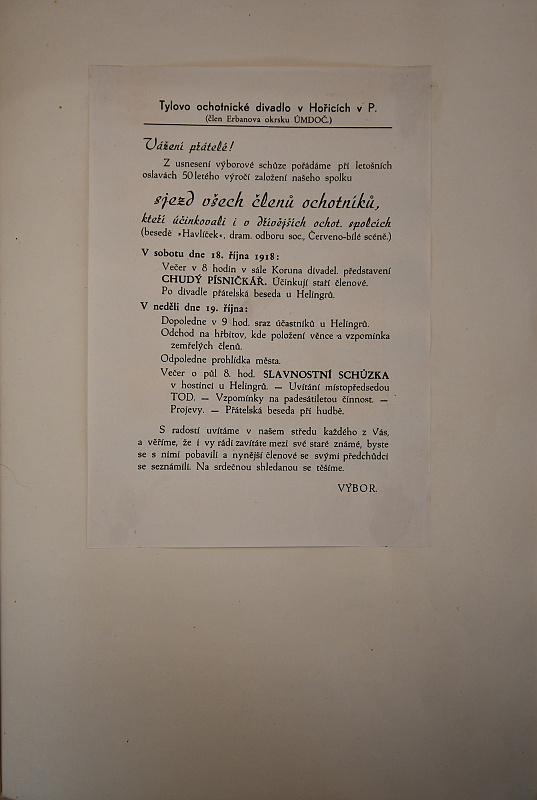 Tylovo ochotnické divadlo v Hořicích v P.
(člen Erbanova okrsku ÚMDOČ.)
Vážení přátelé!
Z usnesení výborové schůze pořádáme při letošních
oslavách 50letého výročí založení našeho spolku
sjezd všech členů ochotníků,
kteří účinkovali i v dřívějších ochot. spolcích
(besedě »Havlíček«, dram. odboru soc., Červeno-bílé scéně.)
V sobotu dne 18. října 1918:
Večer v 8 hodin v sále Koruna divadel. představení
CHUDÝ PÍSNIČKÁŘ. Účinkují staří členové.
Po divadle přátelská beseda u Helingrů.
V neděli dne 19. října:
Dopoledne v 9 hod. sraz účastníků u Helingrů.
Odchod na hřbitov, kde položení věnce a vzpomínka
zemřelých členů.
Odpoledne prohlídka města.
Večer o půl 8. hod. SLAVNOSTNÍ SCHŮZKA
v hostinci u Helingrů. — Uvítání místopředsedou
TOD. — Vzpomínky na padesátiletou činnost. —
Projevy. — Přátelská beseda při hudbě.
S radostí uvítáme v našem středu každého z Vás,
a věříme, že i vy rádi zavítáte mezi své staré známé, byste
se s nimi pobavili a nynější členové se svými předchůdci
se seznámili. Na srdečnou shledanou se těšíme.
VÝBOR.